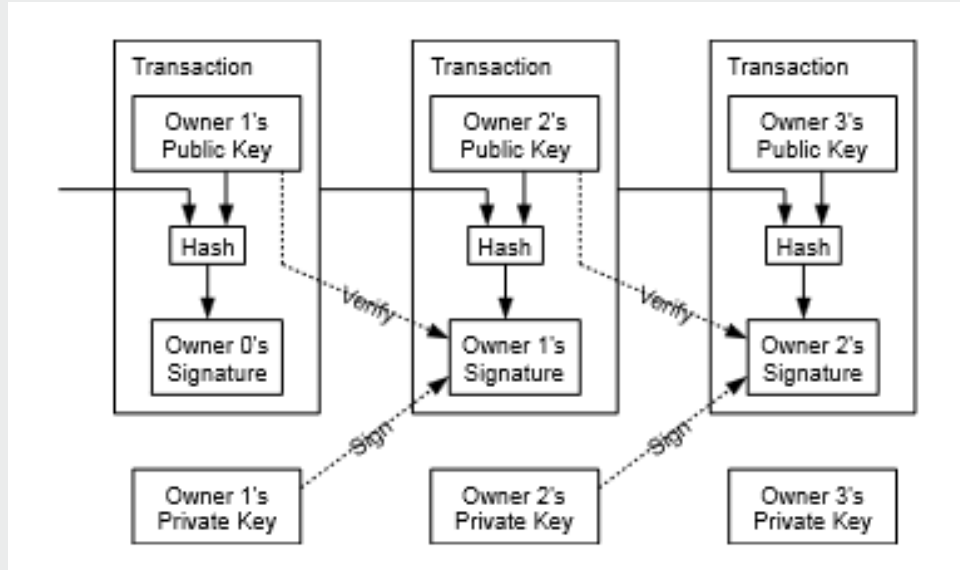 Transaction
Owner 1's
Public Key
Hash
Owner 0's
Signature
Transaction
Owner 2's
Public Key
Hash
Verify
Owner 1's
Signature
Transaction
Owner 3's
Public Key
Hash
Verify
Owner 2's
Signature
Sign
Sign
Owner 1's
Private Key
Owner 2's
Private Key
Owner 3's
Private Key